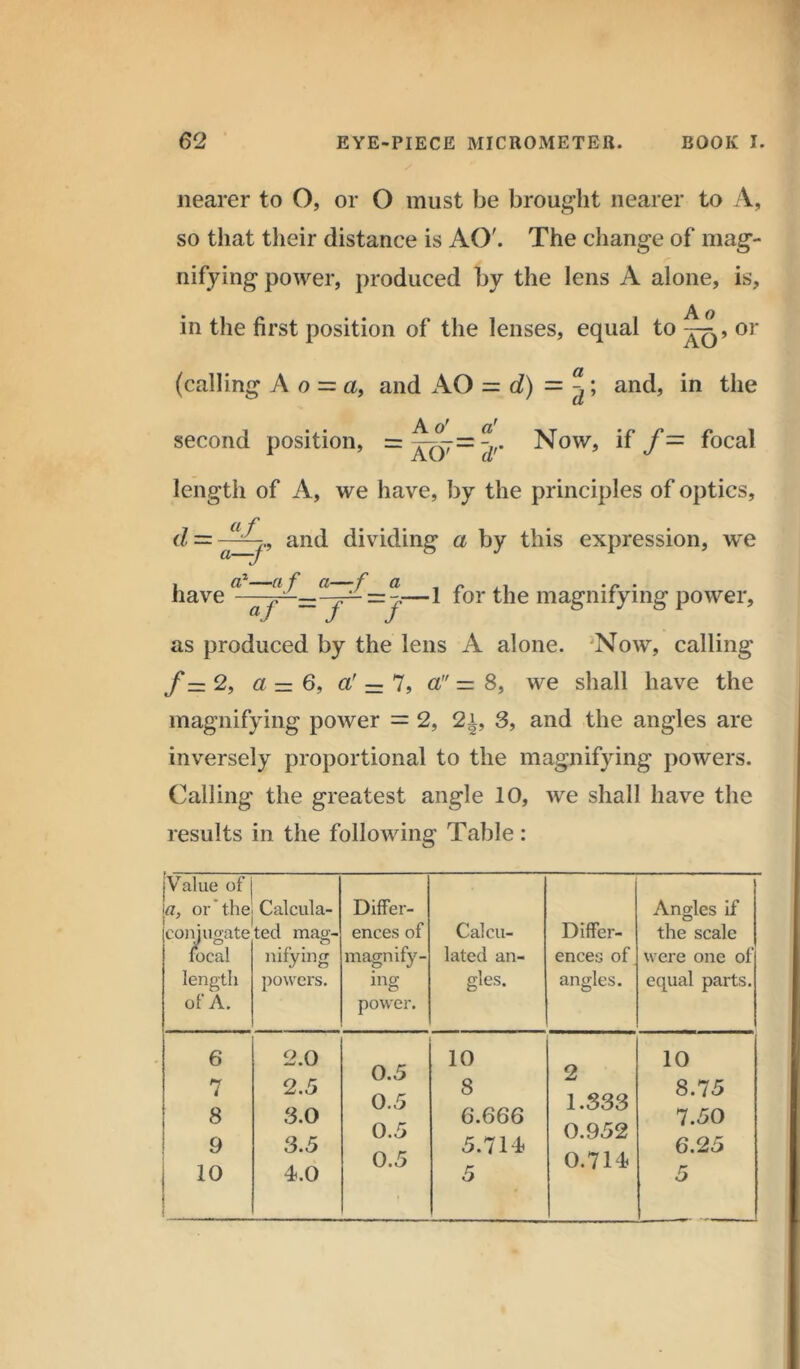 62 EYE-PIECE MICROMETER. BOOK I.
nearer to O, or O must be brought nearer to A,
so that their distance is AO'. The change of mag-
nifying power, produced by the lens A alone, is,
in the first position of the lenses, equal to A o/AO, or
(calling A o = a, and AO = d) = a/d; and, in the
second position, = A o'/AO' = a'/d'. Now, if f = focal
length of A, we have, by the principles of optics,
d = af/a—f, and dividing a by this expression, we
have a²—af/af = a—f/f = a/f—1 for the magnifying power,
as produced by the lens A alone. Now, calling
f = 2, a = 6, a' = 7, a" = 8, we shall have the
magnifying power = 2, 2½, 3, and the angles are
inversely proportional to the magnifying powers.
Calling the greatest angle 10, we shall have the
results in the following Table:
Value of
a, or the
conjugate
focal
length
of A.
Calcula-
ted mag-
nifying
powers.
Differ-
ences of
magnify-
ing
power.
Calcu-
lated an-
gles.
Differ-
ences of
angles.
Angles if
the scale
were one of
equal parts.
6 2.0 10 10
0.5 2
7 2.5 8 8.75
0.5 1.333
8 3.0 6.666 7.50
0.5 0.952
9 3.5 5.714 6.25
0.5 0.714
10 4.0 5 5